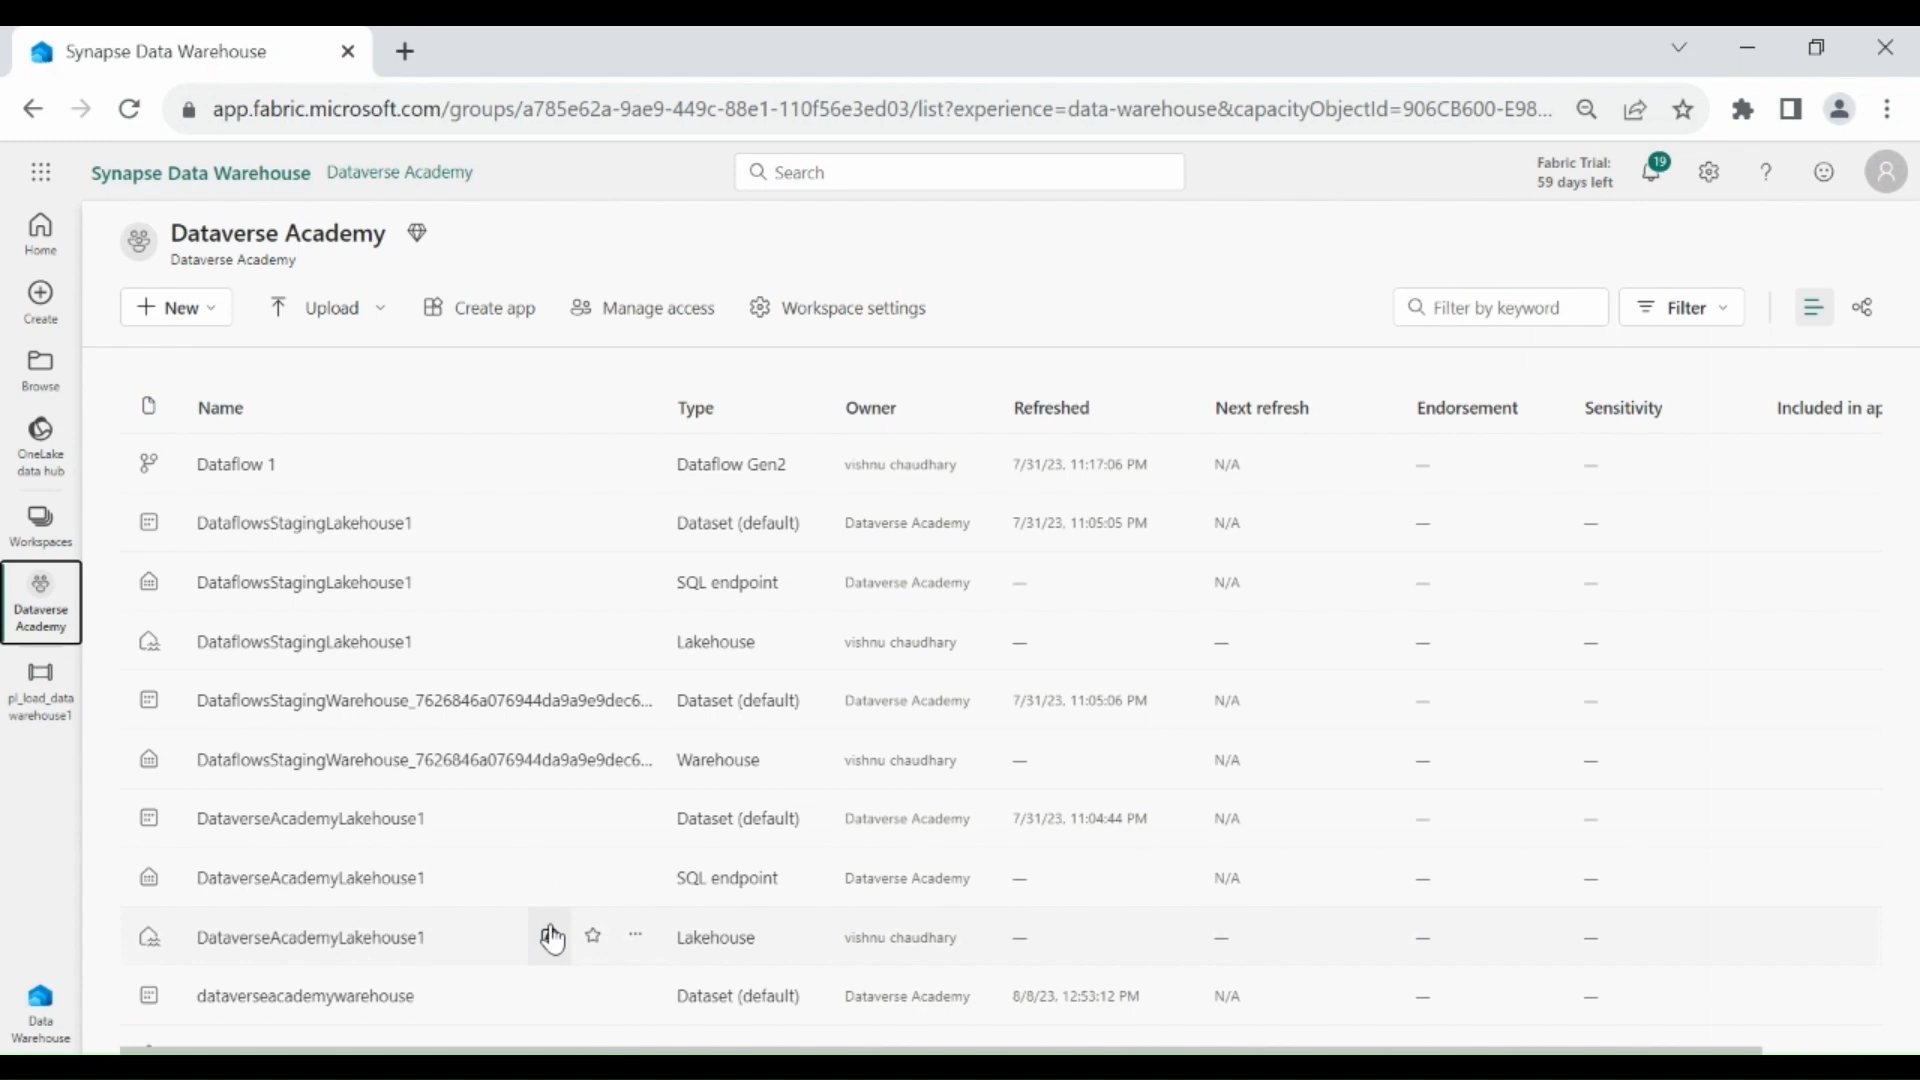 Synapse Data Warehouse
app.fabric.microsoft.com/groups/a785e62a-9ae9-449c-88e1-110f56e3ed03/list?experience=data-warehouse&capacityObjectId=906CB600-E98...
Synapse Data Warehouse Dataverse Academy Search Fabric Trial: 59 days left 19
Home
Create
Browse
OneLake
data hub
Workspaces
Dataverse
Academy
pl_load_data
warehouse1
Data
Warehouse
Dataverse Academy
Dataverse Academy
New Upload Create app Manage access Workspace settings Filter by keyword Filter
Name Type Owner Refreshed Next refresh Endorsement Sensitivity Included in ap
Dataflow 1 Dataflow Gen2 vishnu chaudhary 7/31/23, 11:17:06 PM N/A — —
DataflowsStagingLakehouse1 Dataset (default) Dataverse Academy 7/31/23, 11:05:05 PM N/A — —
DataflowsStagingLakehouse1 SQL endpoint Dataverse Academy — N/A — —
DataflowsStagingLakehouse1 Lakehouse vishnu chaudhary — — — —
DataflowsStagingWarehouse_7626846a076944da9a9e9dec6... Dataset (default) Dataverse Academy 7/31/23, 11:05:06 PM N/A — —
DataflowsStagingWarehouse_7626846a076944da9a9e9dec6... Warehouse vishnu chaudhary — N/A — —
DataverseAcademyLakehouse1 Dataset (default) Dataverse Academy 7/31/23, 11:04:44 PM N/A — —
DataverseAcademyLakehouse1 SQL endpoint Dataverse Academy — N/A — —
DataverseAcademyLakehouse1 Lakehouse vishnu chaudhary — — — —
dataverseacademywarehouse Dataset (default) Dataverse Academy 8/8/23, 12:53:12 PM N/A — —